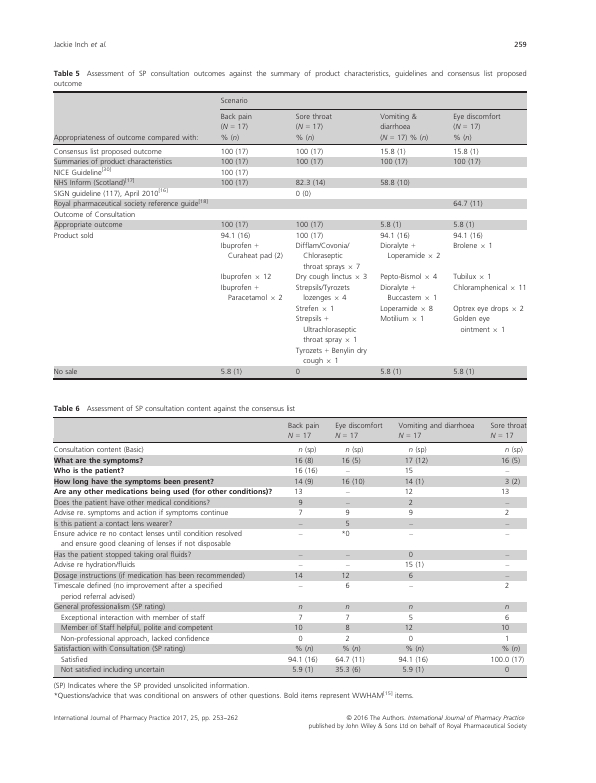 Jackie Inch et al. 259
Table 5 Assessment of SP consultation outcomes against the summary of product characteristics, guidelines and consensus list proposed
outcome
Scenario
Back pain Sore throat Vomiting & Eye discomfort
(N = 17) (N = 17) diarrhoea (N = 17)
Appropriateness of outcome compared with: % (n) % (n) (N = 17) % (n) % (n)
Consensus list proposed outcome 100 (17) 100 (17) 15.8 (1) 15.8 (1)
Summaries of product characteristics 100 (17) 100 (17) 100 (17) 100 (17)
NICE Guideline[30] 100 (17)
NHS Inform (Scotland)[17] 100 (17) 82.3 (14) 58.8 (10)
SIGN guideline (117), April 2010[16] 0 (0)
Royal pharmaceutical society reference guide[18] 64.7 (11)
Outcome of Consultation
Appropriate outcome 100 (17) 100 (17) 5.8 (1) 5.8 (1)
Product sold 94.1 (16) 100 (17) 94.1 (16) 94.1 (16)
Ibuprofen + Difflam/Covonia/ Dioralyte + Brolene × 1
Curaheat pad (2) Chloraseptic Loperamide × 2
throat sprays × 7
Ibuprofen × 12 Dry cough linctus × 3 Pepto-Bismol × 4 Tubilux × 1
Ibuprofen + Strepsils/Tyrozets Dioralyte + Chloramphenical × 11
Paracetamol × 2 lozenges × 4 Buccastem × 1
Strefen × 1 Loperamide × 8 Optrex eye drops × 2
Strepsils + Motilium × 1 Golden eye
Ultrachloraseptic ointment × 1
throat spray × 1
Tyrozets + Benylin dry
cough × 1
No sale 5.8 (1) 0 5.8 (1) 5.8 (1)
Table 6 Assessment of SP consultation content against the consensus list
Back pain Eye discomfort Vomiting and diarrhoea Sore throat
N = 17 N = 17 N = 17 N = 17
Consultation content (Basic) n (sp) n (sp) n (sp) n (sp)
What are the symptoms? 16 (8) 16 (5) 17 (12) 16 (5)
Who is the patient? 16 (16) – 15 –
How long have the symptoms been present? 14 (9) 16 (10) 14 (1) 3 (2)
Are any other medications being used (for other conditions)? 13 – 12 13
Does the patient have other medical conditions? 9 – 2 –
Advise re. symptoms and action if symptoms continue 7 9 9 2
Is this patient a contact lens wearer? – 5 – –
Ensure advice re no contact lenses until condition resolved – *0 – –
and ensure good cleaning of lenses if not disposable
Has the patient stopped taking oral fluids? – – 0 –
Advise re hydration/fluids 15 (1)
Dosage instructions (if medication has been recommended) 14 12 6 –
Timescale defined (no improvement after a specified – 6 – 2
period referral advised)
General professionalism (SP rating) n n n n
Exceptional interaction with member of staff 7 7 5 6
Member of Staff helpful, polite and competent 10 8 12 10
Non-professional approach, lacked confidence 0 2 0 1
Satisfaction with Consultation (SP rating) % (n) % (n) % (n) % (n)
Satisfied 94.1 (16) 64.7 (11) 94.1 (16) 100.0 (17)
Not satisfied including uncertain 5.9 (1) 35.3 (6) 5.9 (1) 0
(SP) Indicates where the SP provided unsolicited information.
*Questions/advice that was conditional on answers of other questions. Bold items represent WWHAM[15] items.
International Journal of Pharmacy Practice 2017, 25, pp. 253–262 © 2016 The Authors. International Journal of Pharmacy Practice
published by John Wiley & Sons Ltd on behalf of Royal Pharmaceutical Society